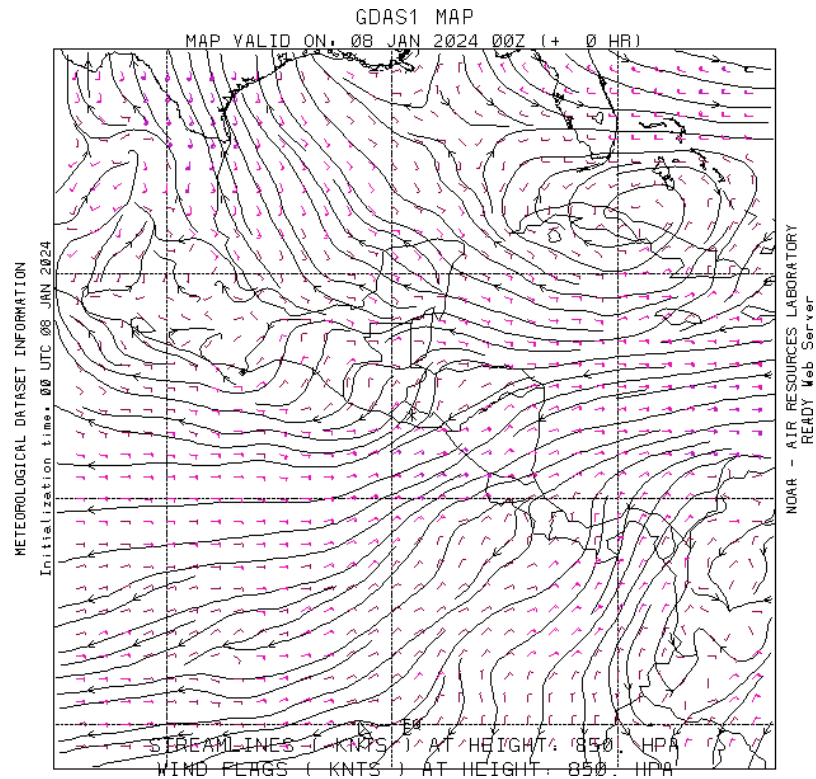 GDAS1 MAP
MAP VALID ON: 08 JAN 2024 00Z (+  0 HR)
METEOROLOGICAL DATASET INFORMATION
Initialization time: 00 UTC 08 JAN 2024
NOAA - AIR RESOURCES LABORATORY
READY Web Server
EQ
STREAMLINES ( KNTS ) AT HEIGHT: 850. HPA
WIND FLAGS ( KNTS ) AT HEIGHT: 850. HPA